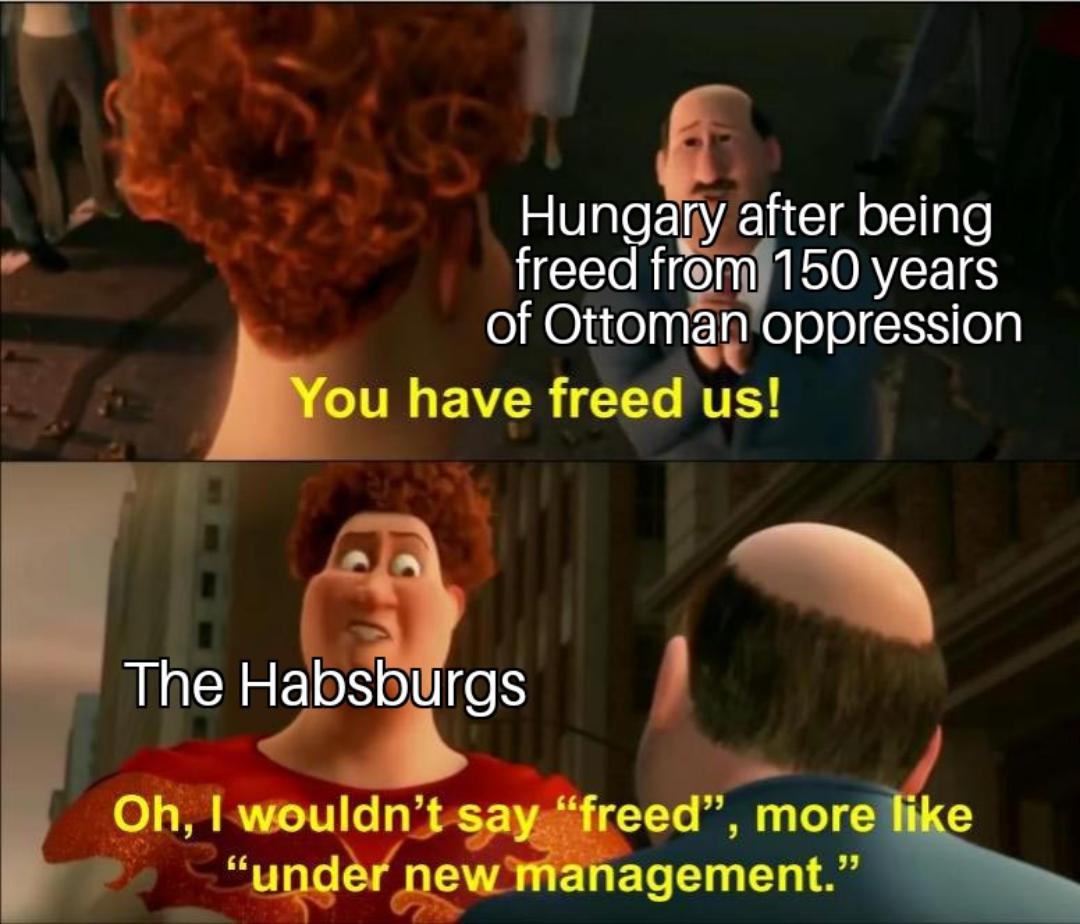 Hungary after being
freed from 150 years
of Ottoman oppression
You have freed us!
The Habsburgs
Oh, I wouldn’t say “freed”, more like
“under new management.”